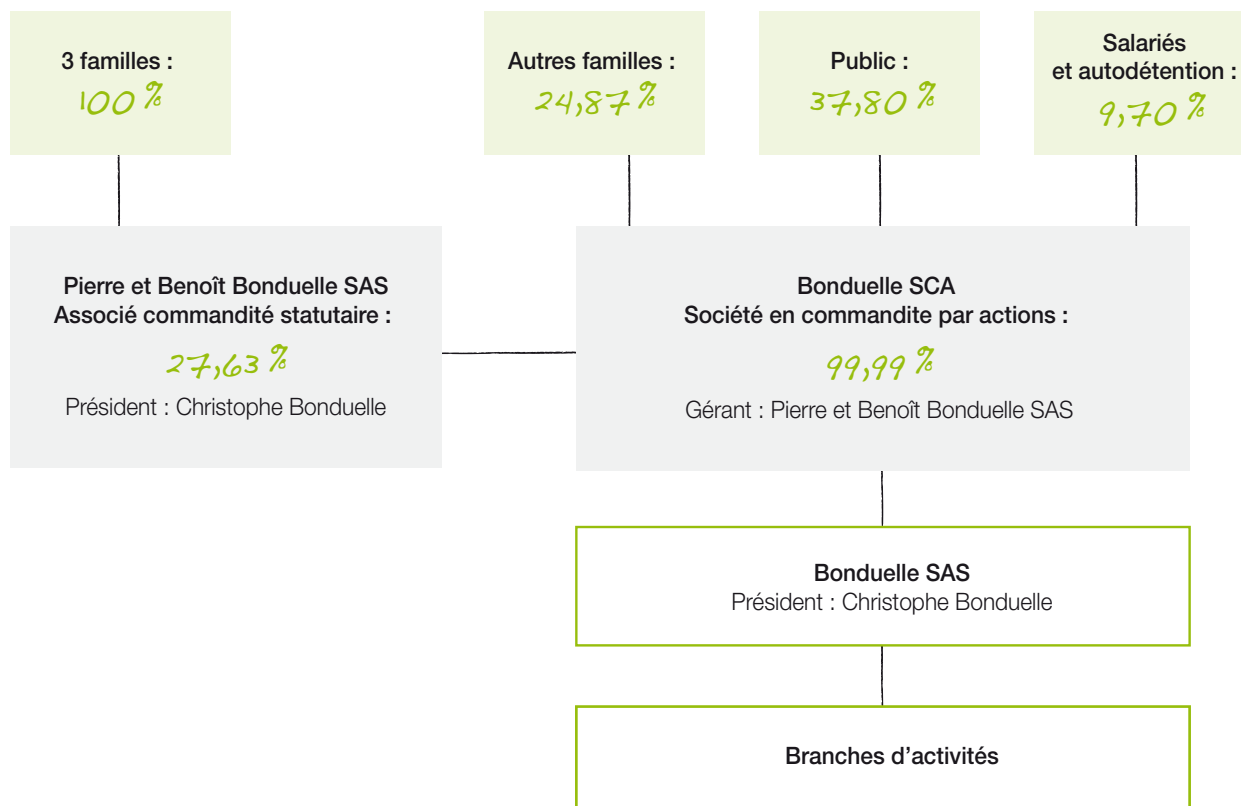 3 familles :
100 %
Autres familles :
24,87 %
Public :
37,80 %
Salariés
et autodétention :
9,70 %
Pierre et Benoît Bonduelle SAS
Associé commandité statutaire :
27,63 %
Président : Christophe Bonduelle
Bonduelle SCA
Société en commandite par actions :
99,99 %
Gérant : Pierre et Benoît Bonduelle SAS
Bonduelle SAS
Président : Christophe Bonduelle
Branches d’activités